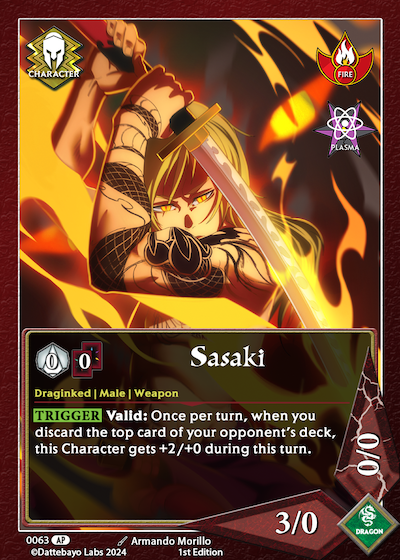 CHARACTER
FIRE
PLASMA
0 0 Sasaki
Draginked | Male | Weapon
TRIGGER Valid: Once per turn, when you
discard the top card of your opponent's deck,
this Character gets +2/+0 during this turn.
0/0
3/0
DRAGON
0063 AP Armando Morillo
©Dattebayo Labs 2024 1st Edition